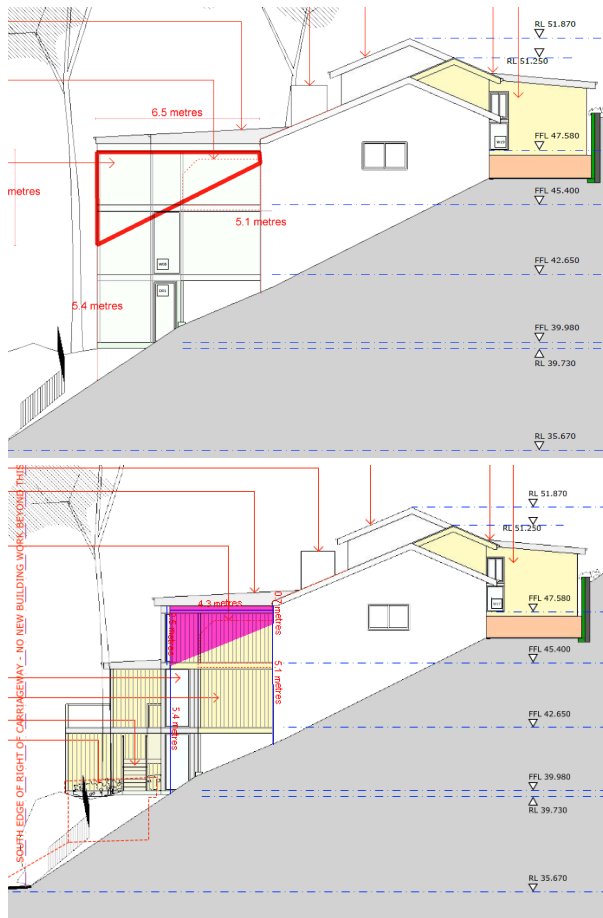 RL 51.870
RL 51.250
6.5 metres
FFL 47.580
metres
5.1 metres
FFL 45.400
FFL 42.650
5.4 metres
FFL 39.980
RL 39.730
RL 35.670
SOUTH EDGE OF RIGHT OF CARRIAGEWAY - NO NEW BUILDING WORK BEYOND THIS
RL 51.870
RL 51.250
4.3 metres
0.7 metres
FFL 47.580
metres
5.1 metres
FFL 45.400
5.4 metres
FFL 42.650
FFL 39.980
RL 39.730
RL 35.670